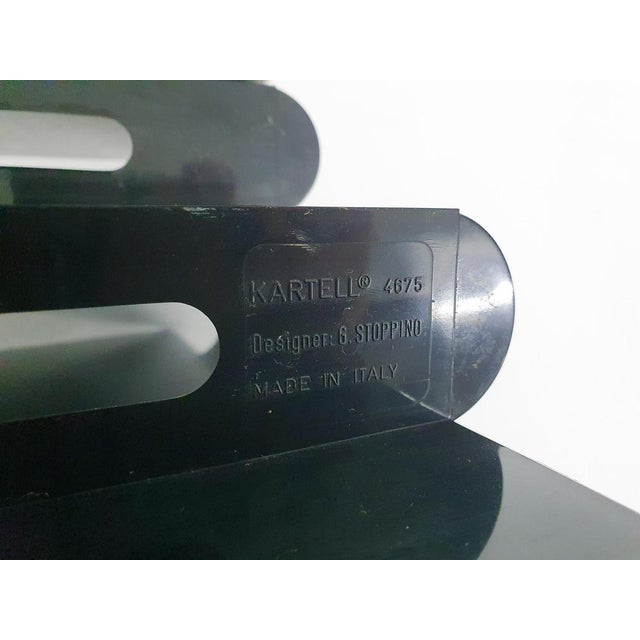 KARTELL® 4675
Designer: G. STOPPINO
MADE IN ITALY